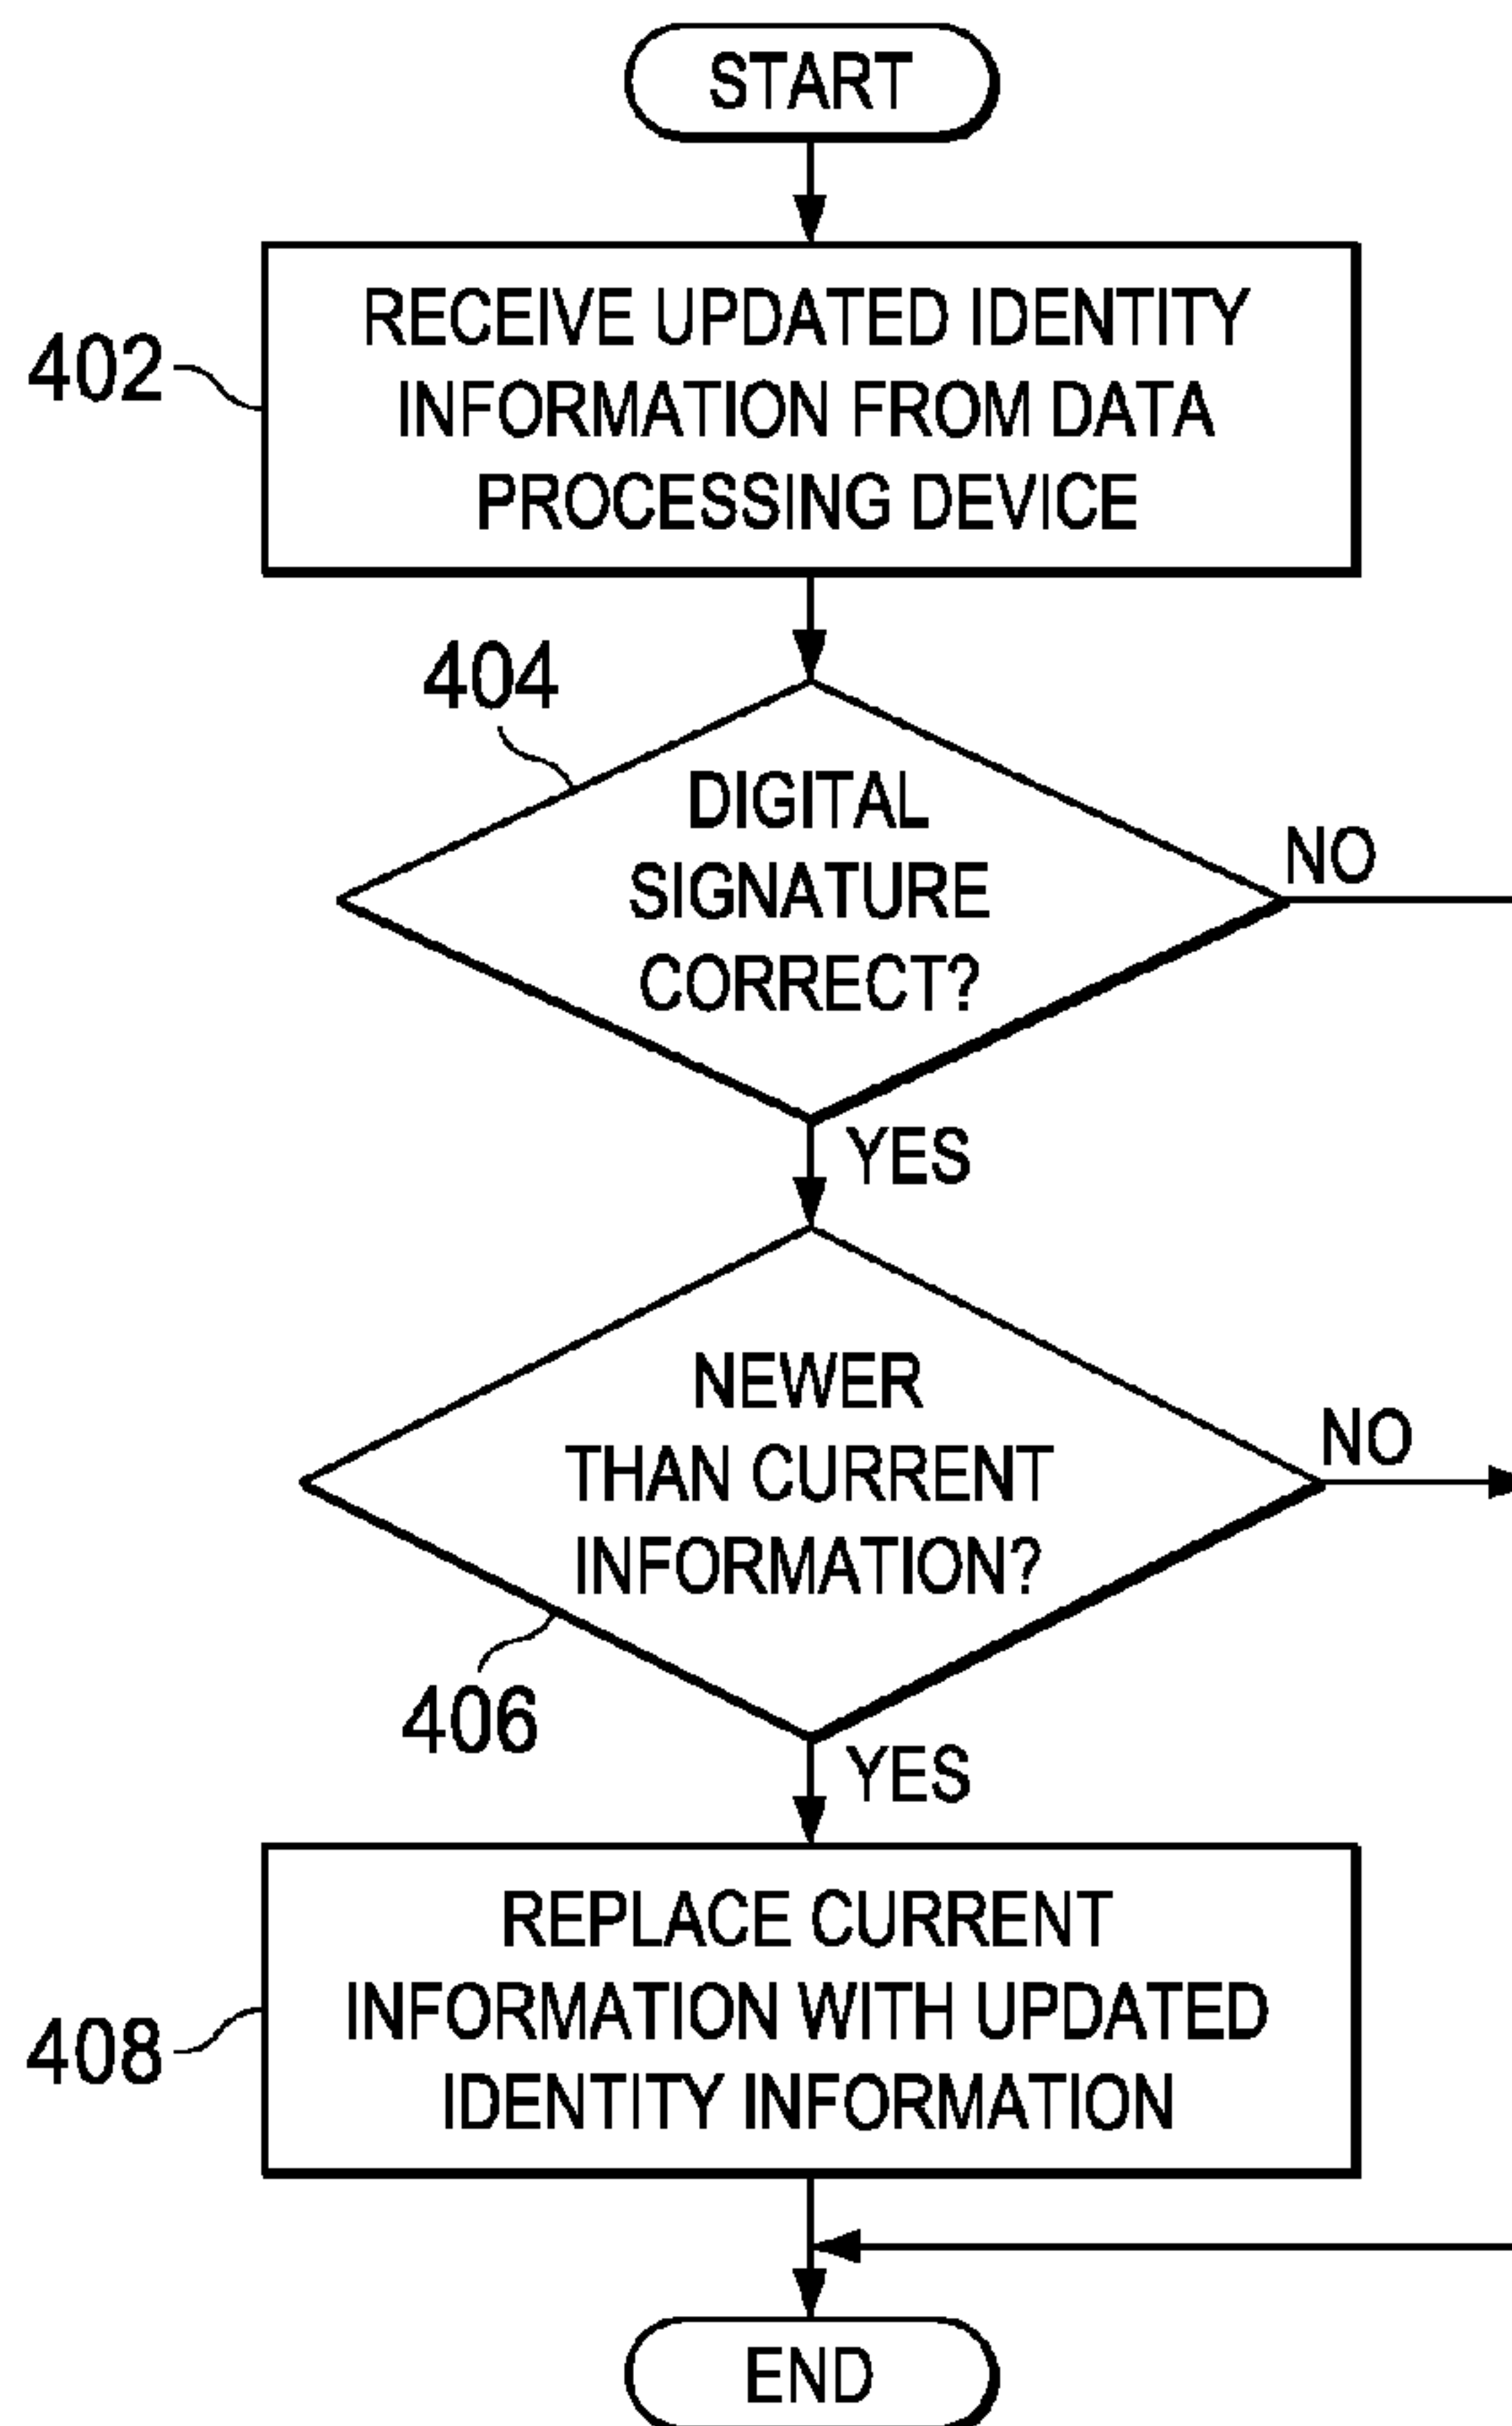 START
RECEIVE UPDATED IDENTITY
INFORMATION FROM DATA
PROCESSING DEVICE
402
404
DIGITAL
SIGNATURE
CORRECT?
NO
YES
NEWER
THAN CURRENT
INFORMATION?
NO
406
YES
REPLACE CURRENT
INFORMATION WITH UPDATED
IDENTITY INFORMATION
408
END